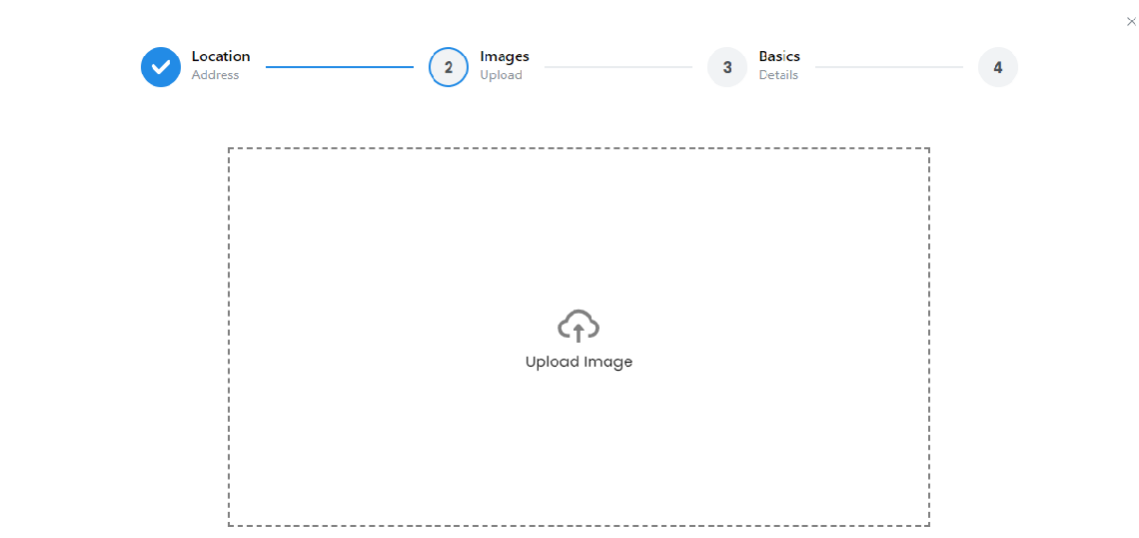 Location
Address
2
Images
Upload
3
Basics
Details
4
Upload Image